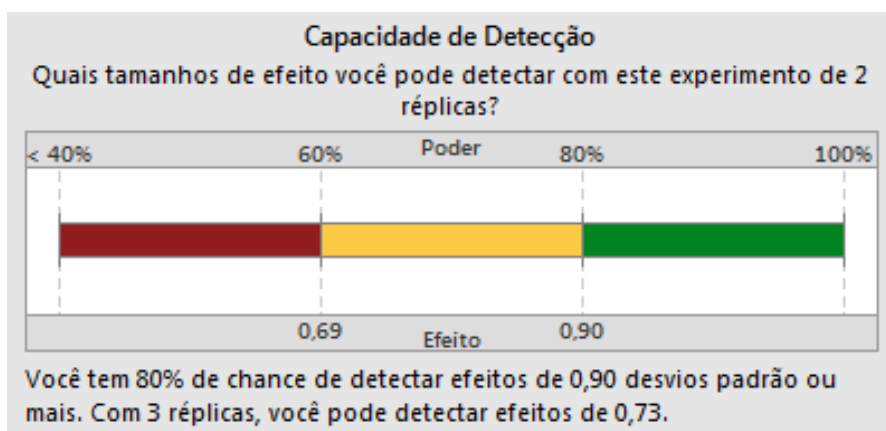 Capacidade de Detecção
Quais tamanhos de efeito você pode detectar com este experimento de 2
réplicas?
< 40% 60% Poder 80% 100%
0,69 Efeito 0,90
Você tem 80% de chance de detectar efeitos de 0,90 desvios padrão ou
mais. Com 3 réplicas, você pode detectar efeitos de 0,73.